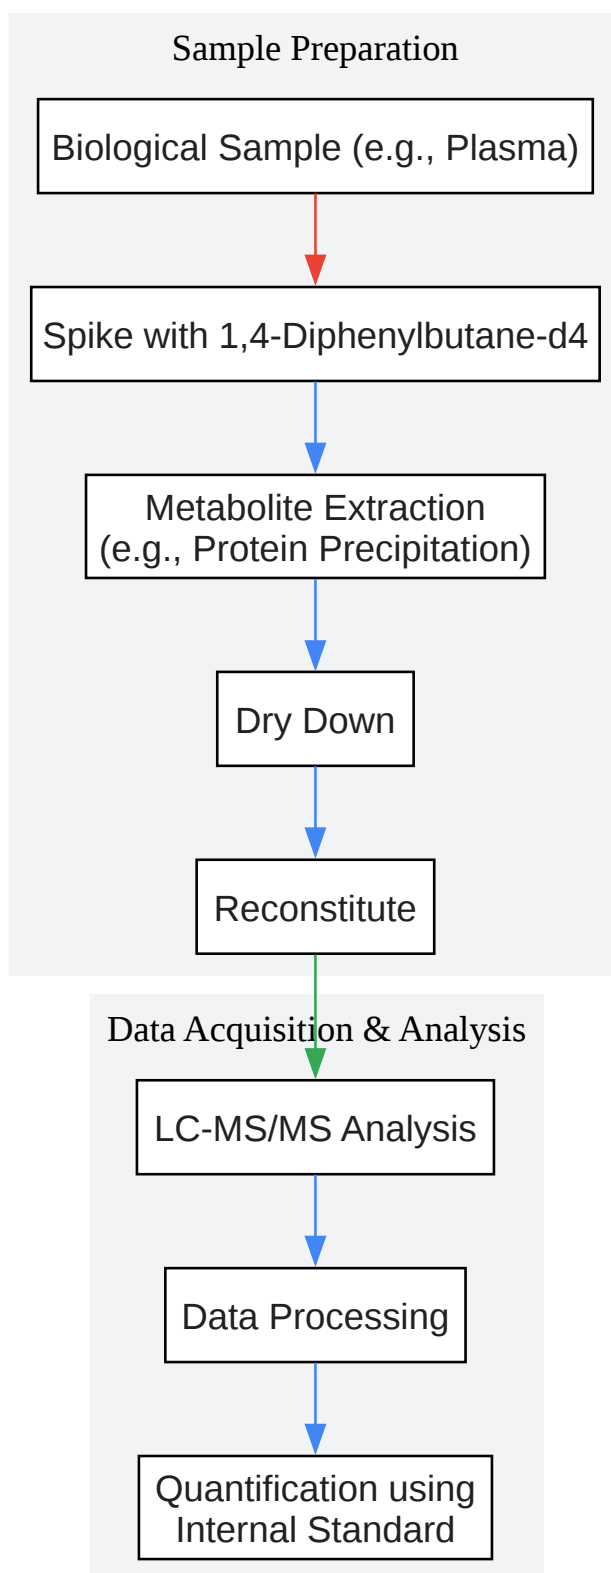 Sample Preparation
Biological Sample (e.g., Plasma)
Spike with 1,4-Diphenylbutane-d4
Metabolite Extraction
(e.g., Protein Precipitation)
Dry Down
Reconstitute
Data Acquisition & Analysis
LC-MS/MS Analysis
Data Processing
Quantification using
Internal Standard